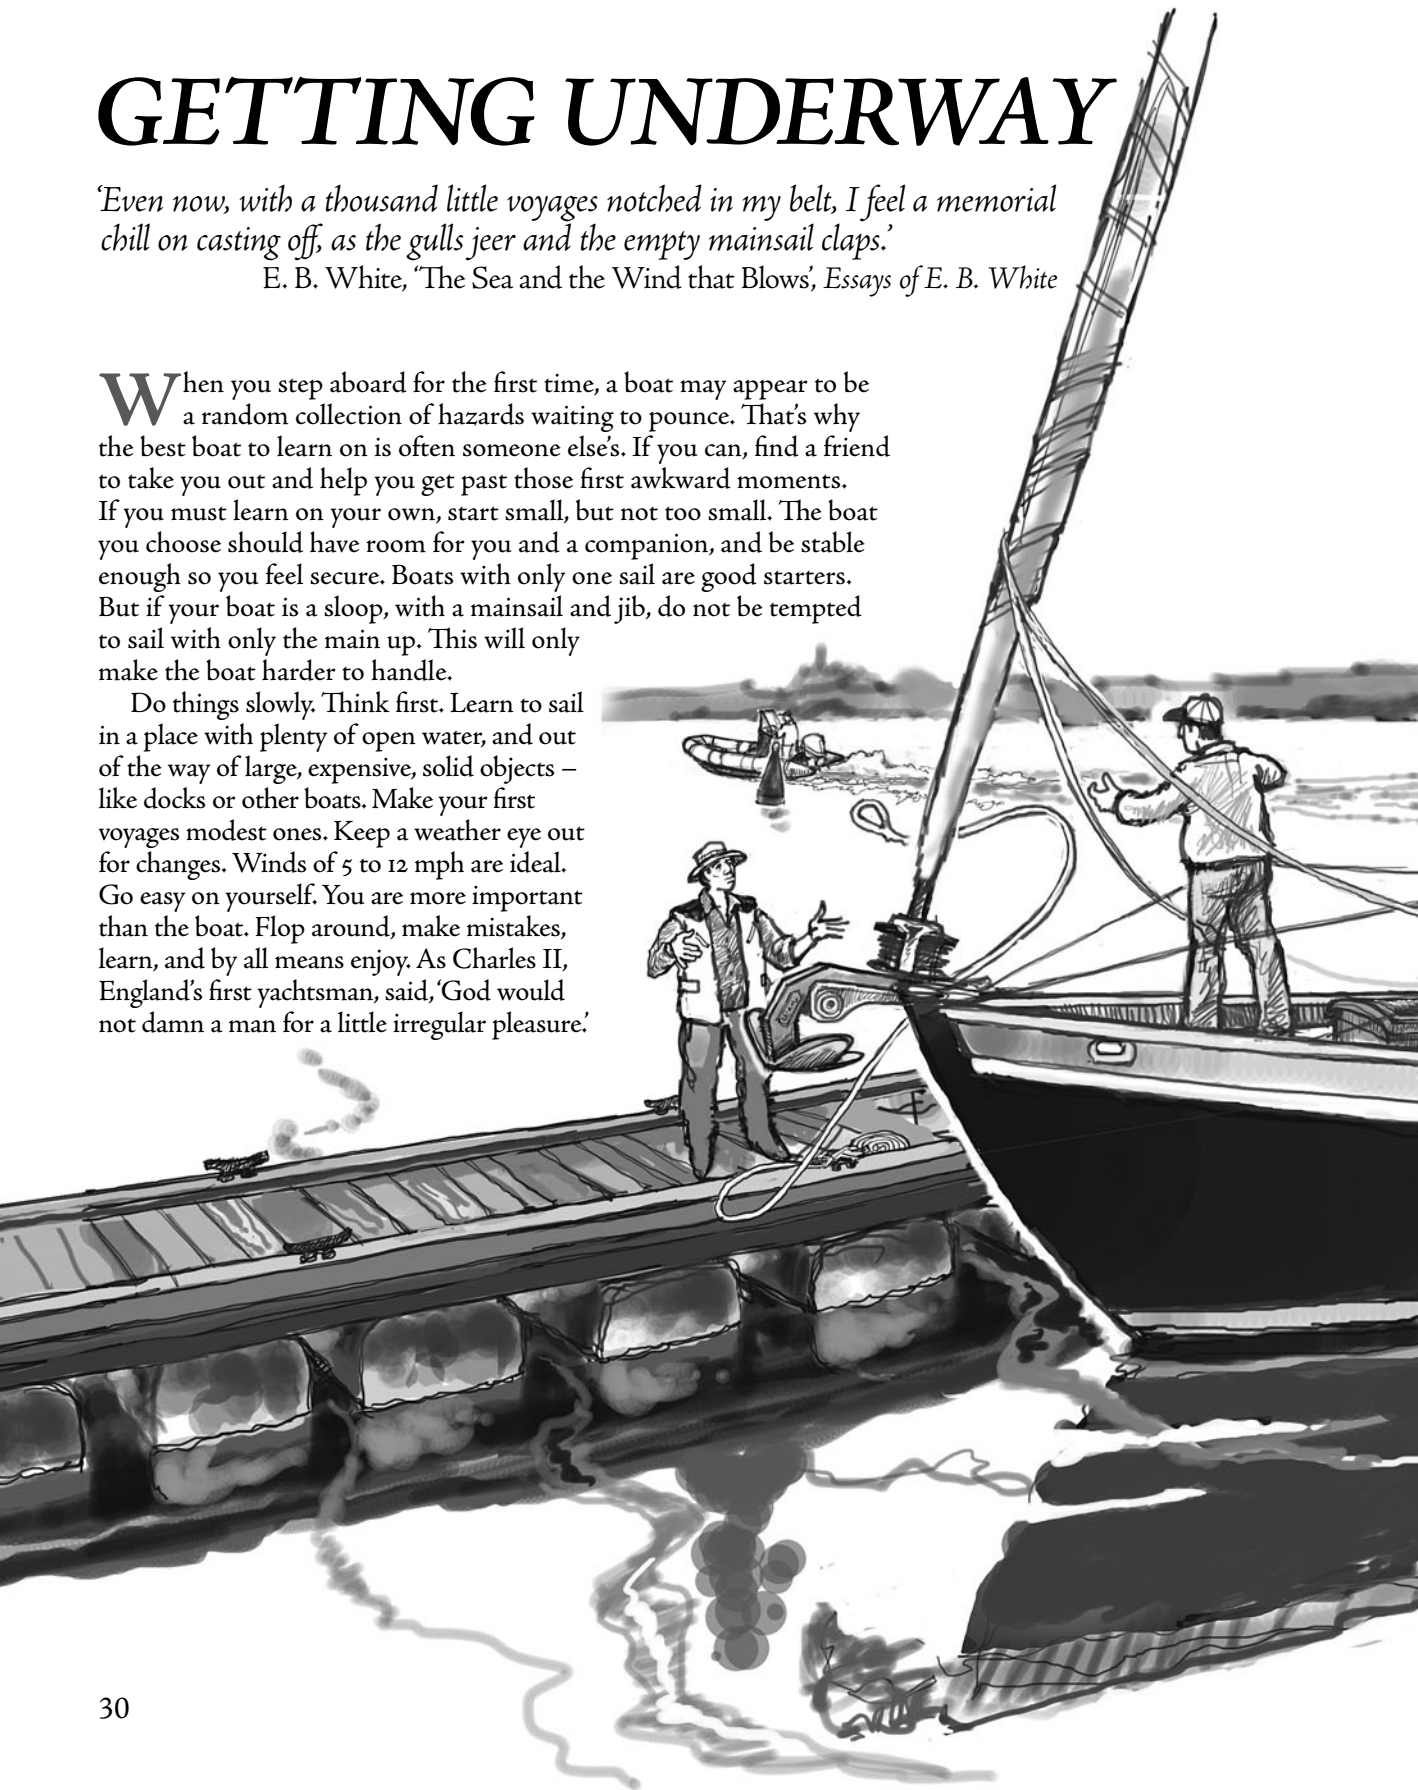 GETTING UNDERWAY
‘Even now, with a thousand little voyages notched in my belt, I feel a memorial
chill on casting off, as the gulls jeer and the empty mainsail claps.’
E. B. White, ‘The Sea and the Wind that Blows’, Essays of E. B. White
When you step aboard for the first time, a boat may appear to be
a random collection of hazards waiting to pounce. That’s why
the best boat to learn on is often someone else’s. If you can, find a friend
to take you out and help you get past those first awkward moments.
If you must learn on your own, start small, but not too small. The boat
you choose should have room for you and a companion, and be stable
enough so you feel secure. Boats with only one sail are good starters.
But if your boat is a sloop, with a mainsail and jib, do not be tempted
to sail with only the main up. This will only
make the boat harder to handle.
Do things slowly. Think first. Learn to sail
in a place with plenty of open water, and out
of the way of large, expensive, solid objects –
like docks or other boats. Make your first
voyages modest ones. Keep a weather eye out
for changes. Winds of 5 to 12 mph are ideal.
Go easy on yourself. You are more important
than the boat. Flop around, make mistakes,
learn, and by all means enjoy. As Charles II,
England’s first yachtsman, said, ‘God would
not damn a man for a little irregular pleasure.’
30